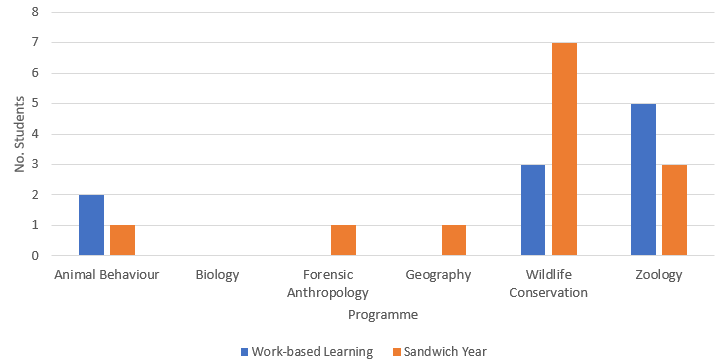 8
7
6
5
4
3
2
1
0
No. Students
Animal Behaviour
Biology
Forensic
Anthropology
Geography
Wildlife
Conservation
Zoology
Programme
Work-based Learning
Sandwich Year